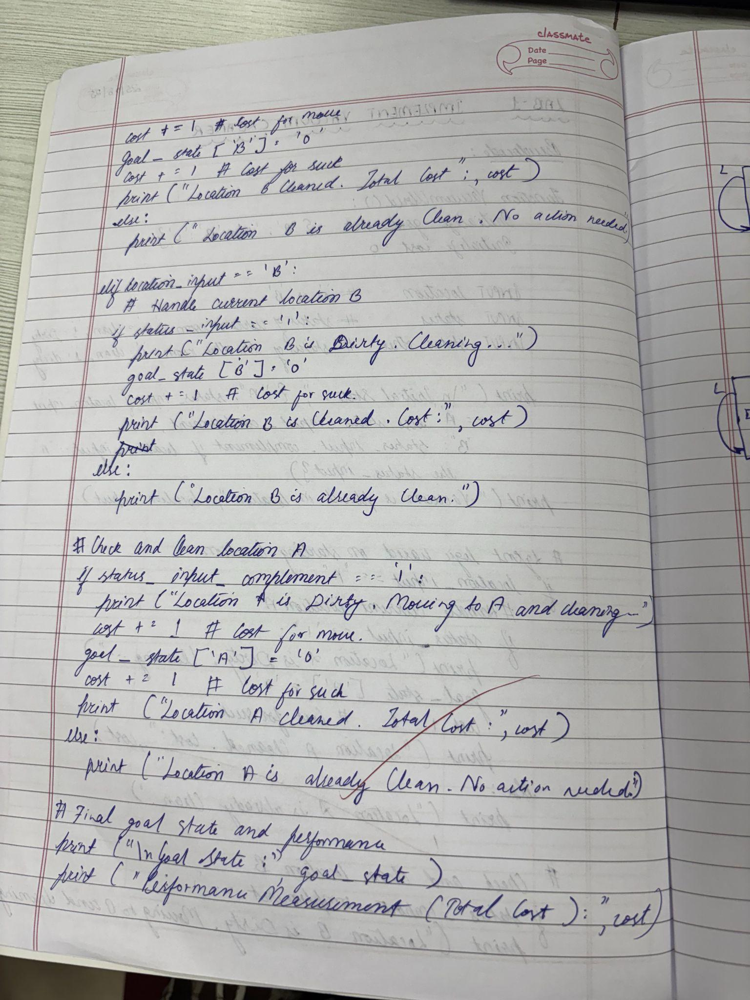 classmate
Date
Page
cost += 1 # Cost for move
goal_state ['B'] = '0'
cost += 1 # Cost for suck
print ("Location B Cleaned. Total Cost":, cost)
else:
print ("Location B is already Clean. No action needed.")
elif location_input == 'B':
# Handle current location B
if status_input == '1':
print ("Location B is Dirty. Cleaning...")
goal_state ['B'] = '0'
cost += 1 # Cost for suck.
print ("Location B is Cleaned. Cost:", cost)
print
else:
print ("Location B is already Clean.")
# Check and Clean location A
if status_input_complement == '1':
print ("Location A is Dirty. Moving to A and cleaning...")
cost += 1 # Cost for move.
goal_state ['A'] = '0'
cost += 1 # Cost for such
print ("Location A cleaned. Total Cost:", cost)
else:
print ("Location A is already Clean. No action needed.")
# Final goal state and performance
print ("\n Goal State:", goal_state)
print ("Performance Measurement (Total Cost):", cost)
L
L